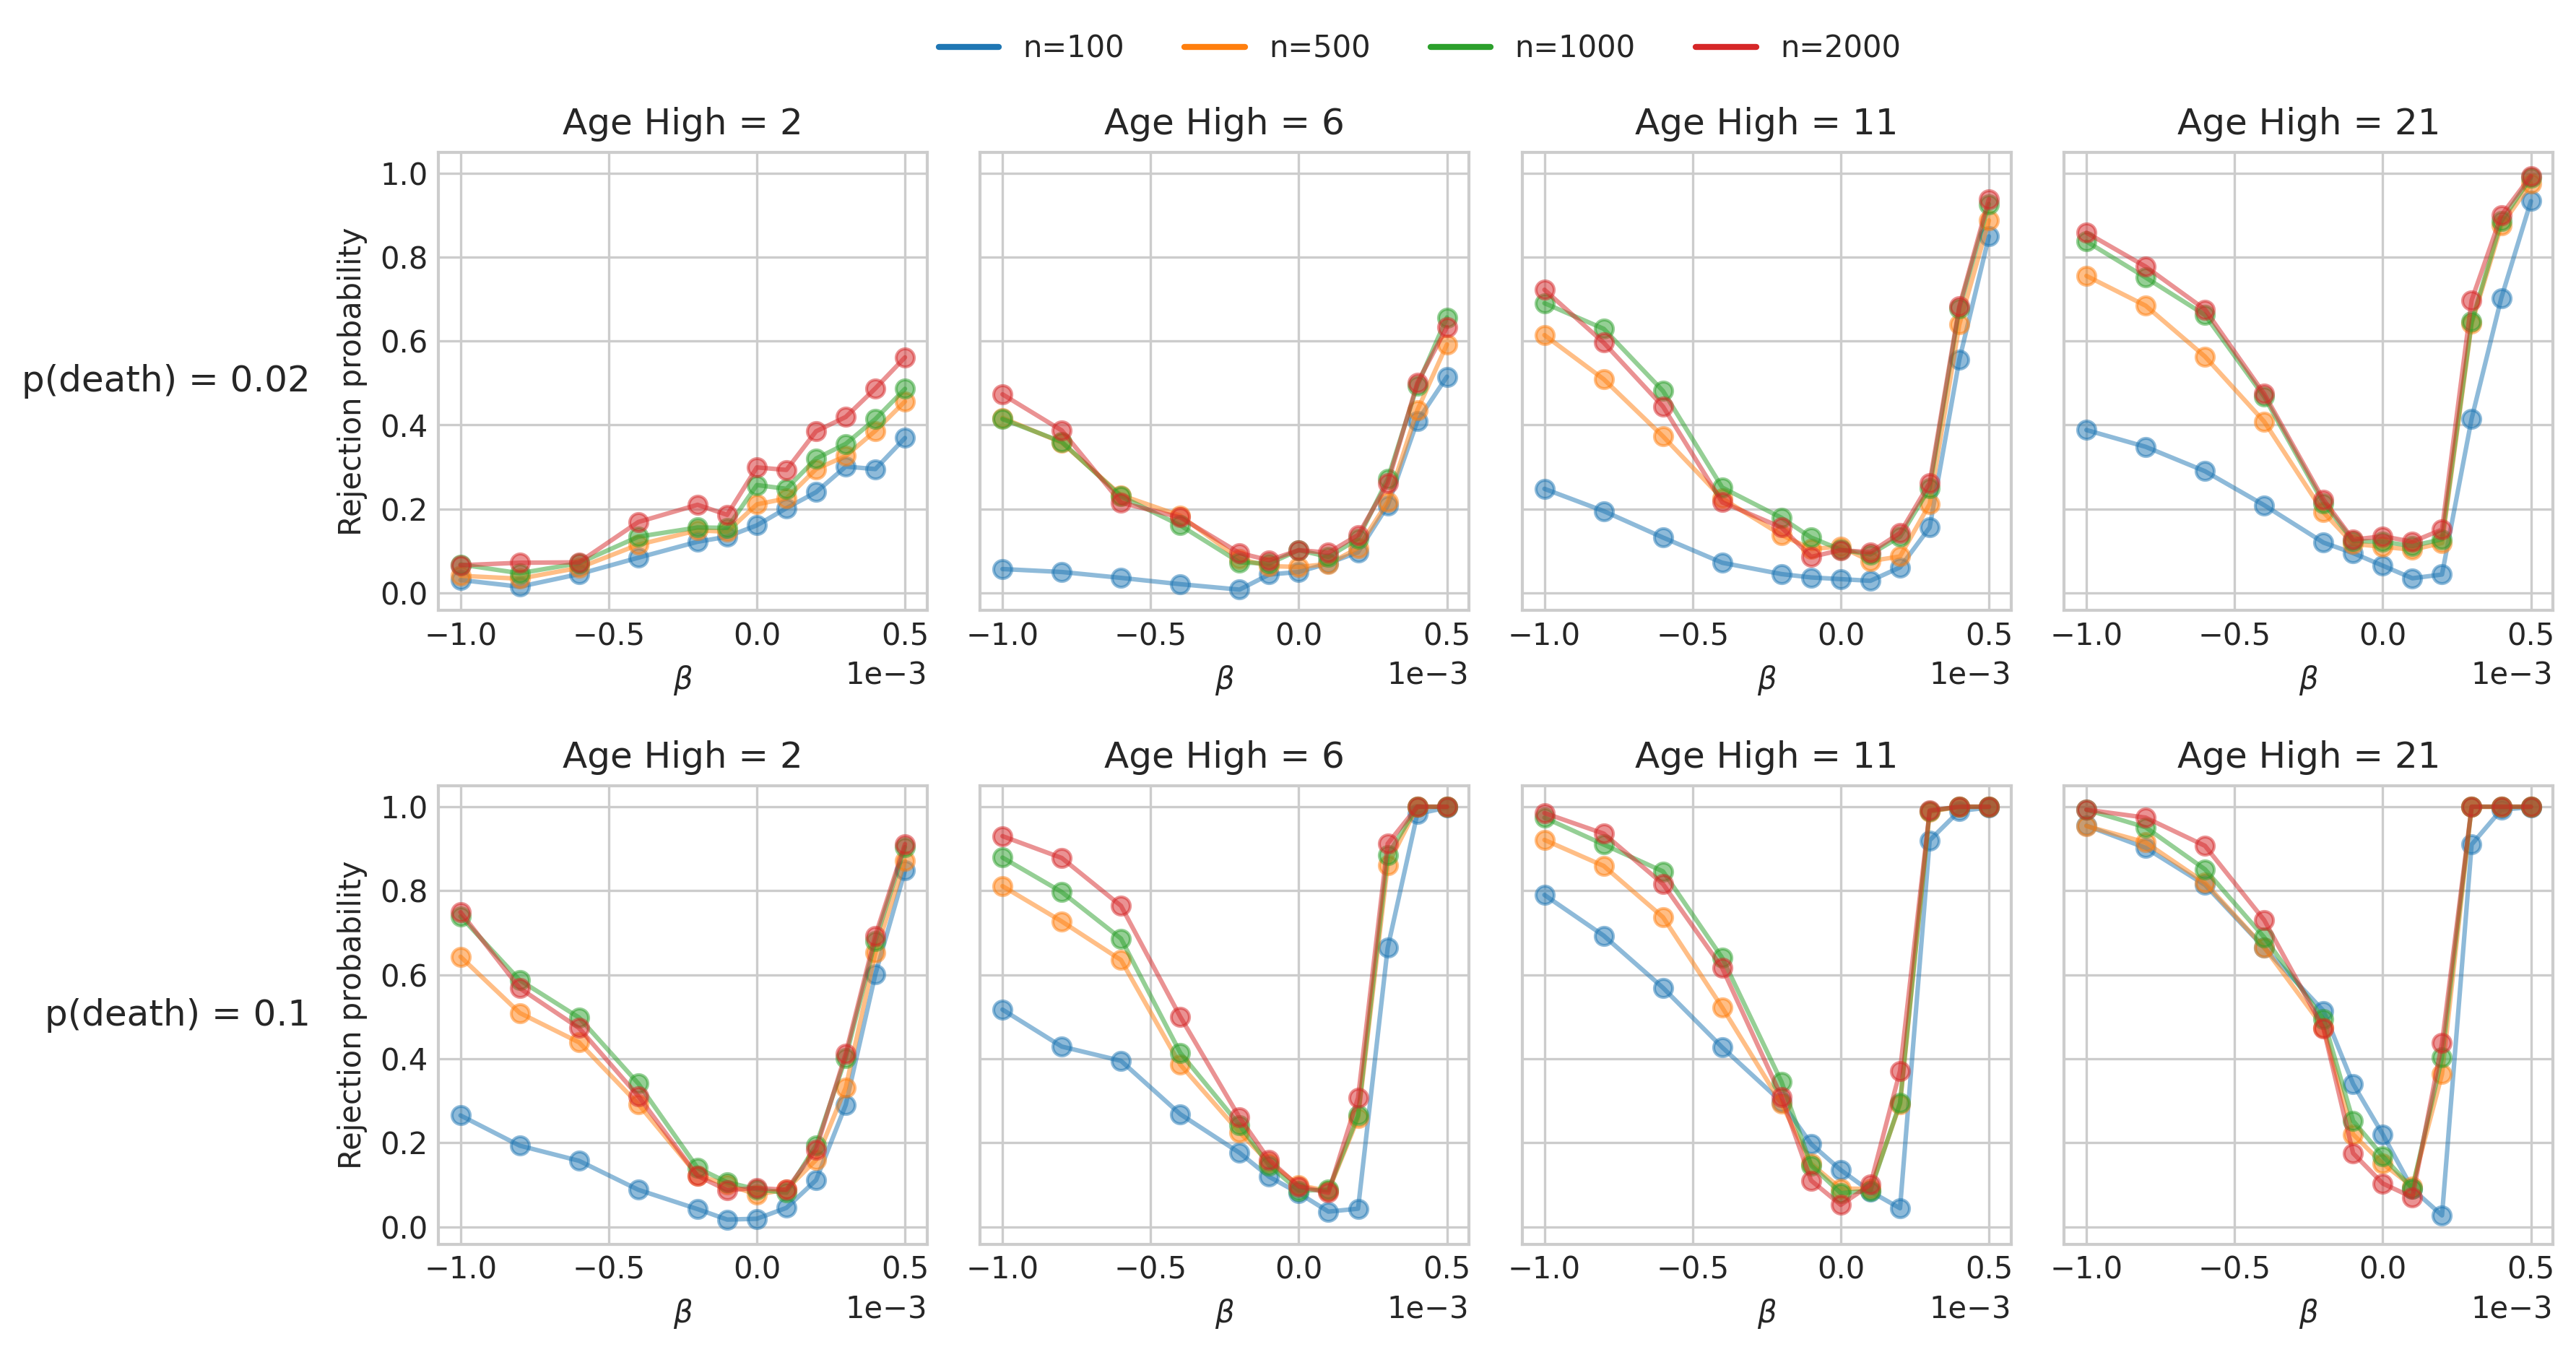 n=100 n=500 n=1000 n=2000
Age High = 2 Age High = 6 Age High = 11 Age High = 21
p(death) = 0.02
Rejection probability
1.0
0.8
0.6
0.4
0.2
0.0
−1.0 −0.5 0.0 0.5 −1.0 −0.5 0.0 0.5 −1.0 −0.5 0.0 0.5 −1.0 −0.5 0.0 0.5
β 1e−3 β 1e−3 β 1e−3 β 1e−3
Age High = 2 Age High = 6 Age High = 11 Age High = 21
p(death) = 0.1
Rejection probability
1.0
0.8
0.6
0.4
0.2
0.0
−1.0 −0.5 0.0 0.5 −1.0 −0.5 0.0 0.5 −1.0 −0.5 0.0 0.5 −1.0 −0.5 0.0 0.5
β 1e−3 β 1e−3 β 1e−3 β 1e−3